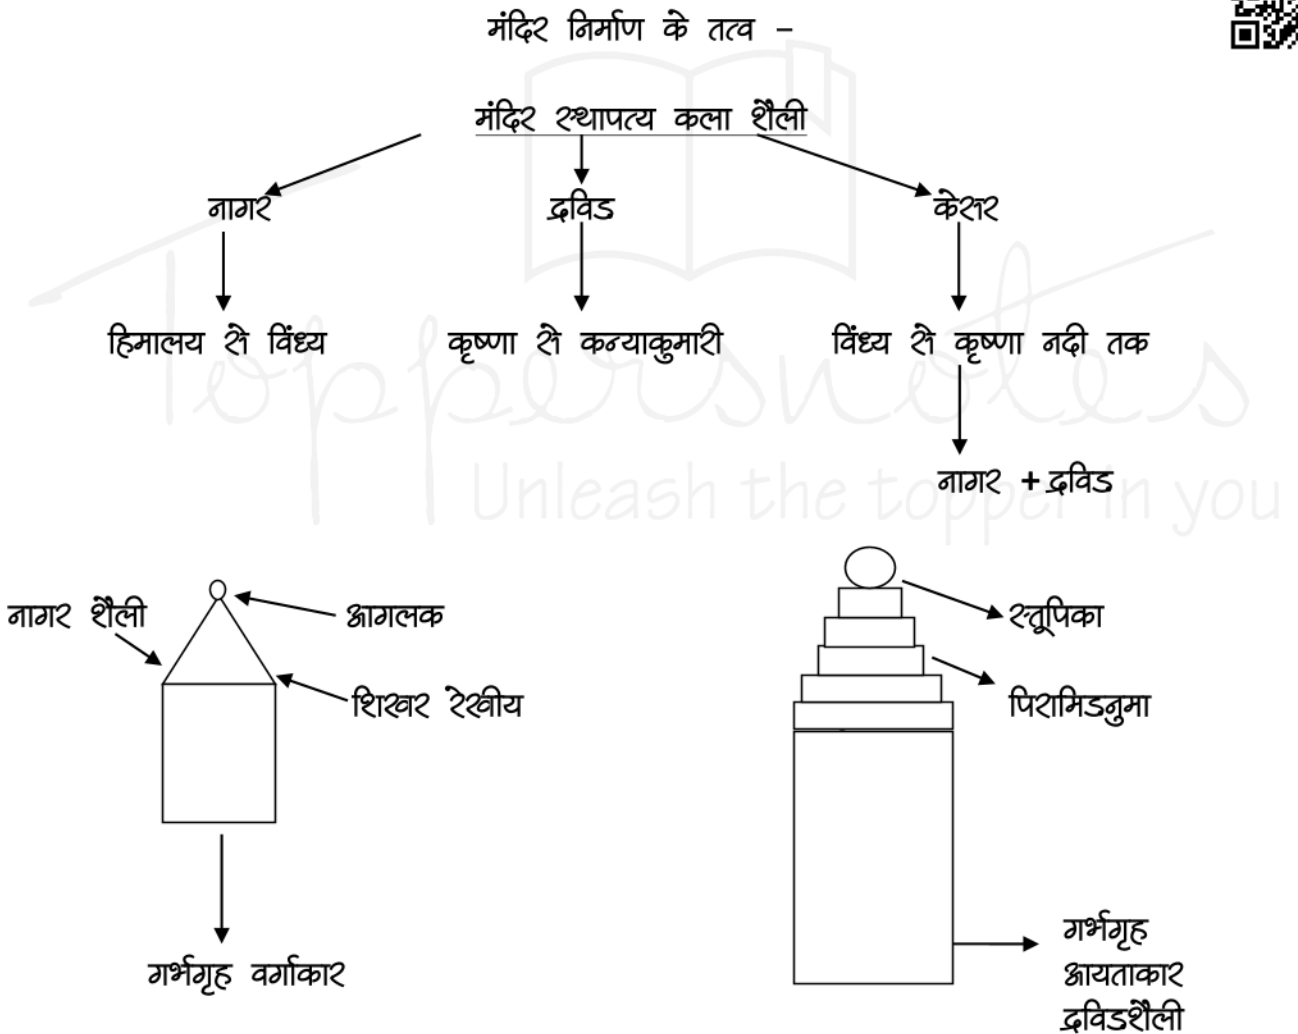 मंदिर निर्माण के तत्व –
मंदिर स्थापत्य कला शैली
नागर द्रविड केसर
हिमालय से विंध्य कृष्णा से कन्याकुमारी विंध्य से कृष्णा नदी तक
नागर + द्रविड
Toppersnotes
Unleash the topper in you
नागर शैली आगलक
शिखर रेखीय
गर्भगृह वर्गाकार
स्तूपिका
पिरामिडनुमा
गर्भगृह
आयताकार
द्रविडशैली